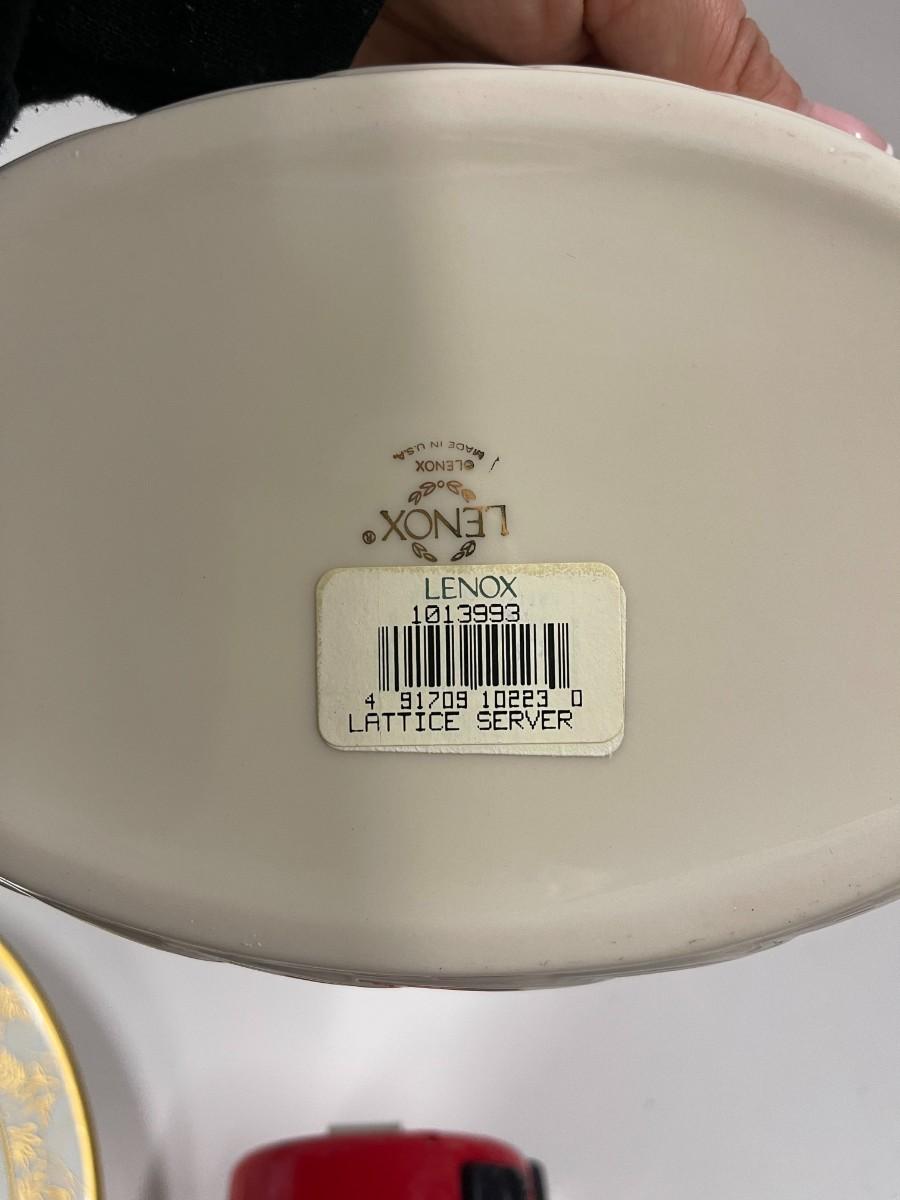 MADE IN U.S.A.
©LENOX
LENOX®
LENOX
1013993
4 91709 10223 0
LATTICE SERVER